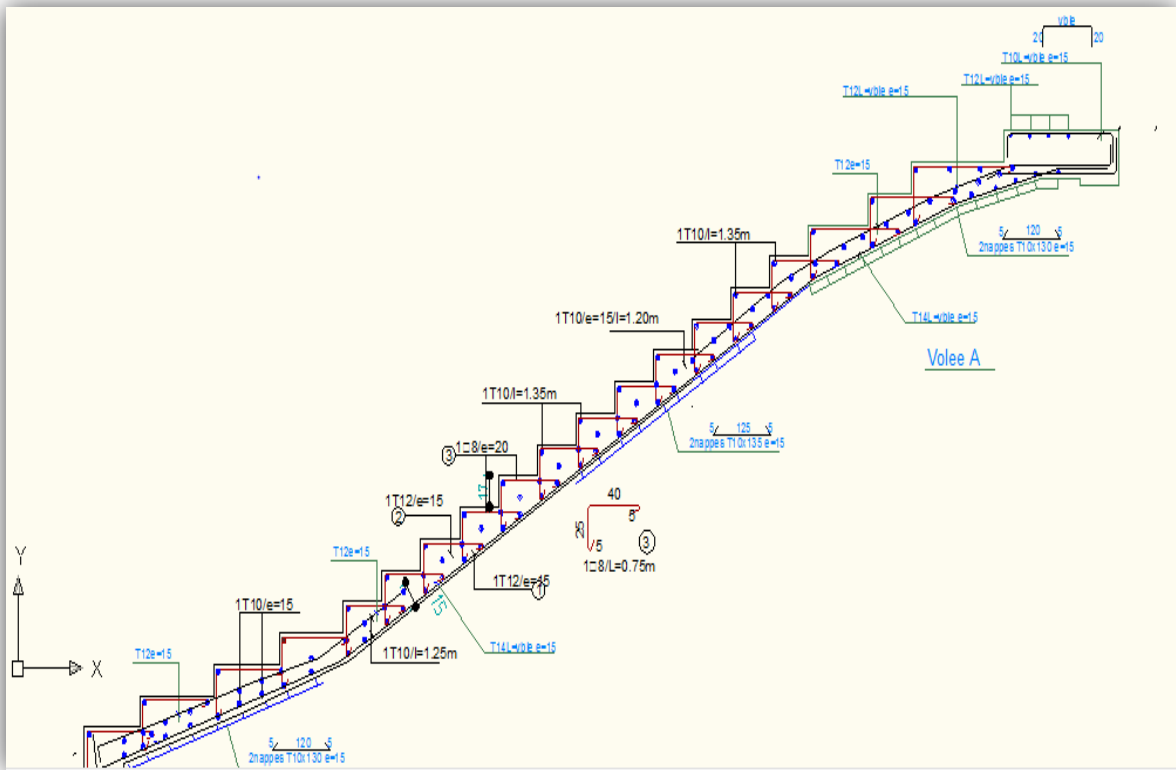 vble
20
20
T10L=vble e=15
T12L=vble e=15
T12L=vble e=15
T12e=15
1T10/l=1.35m
5 120 5
2nappes T10x130 e=15
1T10/e=15/l=1.20m
T14L=vble e=15
Volee A
1T10/l=1.35m
5 125 5
2nappes T10x135 e=15
3
1□8/e=20
17
40
5
1T12/e=15
2
25
5
3
1□8/L=0.75m
T12e=15
1T12/e=15
1
15
1T10/e=15
T14L=vble e=15
1T10/l=1.25m
T12e=15
5 120 5
2nappes T10x130 e=15
Y
X